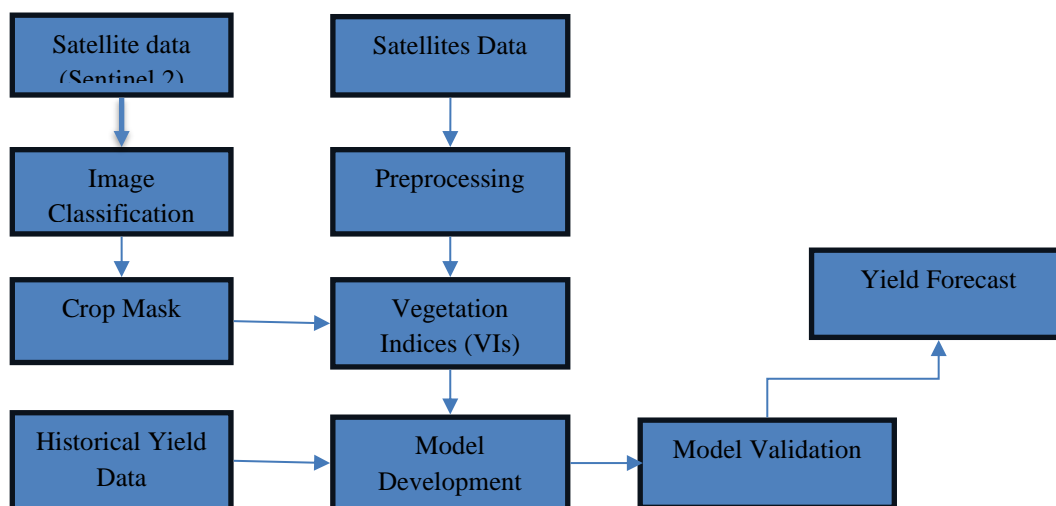 Satellite data
(Sentinel 2)
Satellites Data
Image
Classification
Preprocessing
Crop Mask
Vegetation
Indices (VIs)
Yield Forecast
Historical Yield
Data
Model
Development
Model Validation